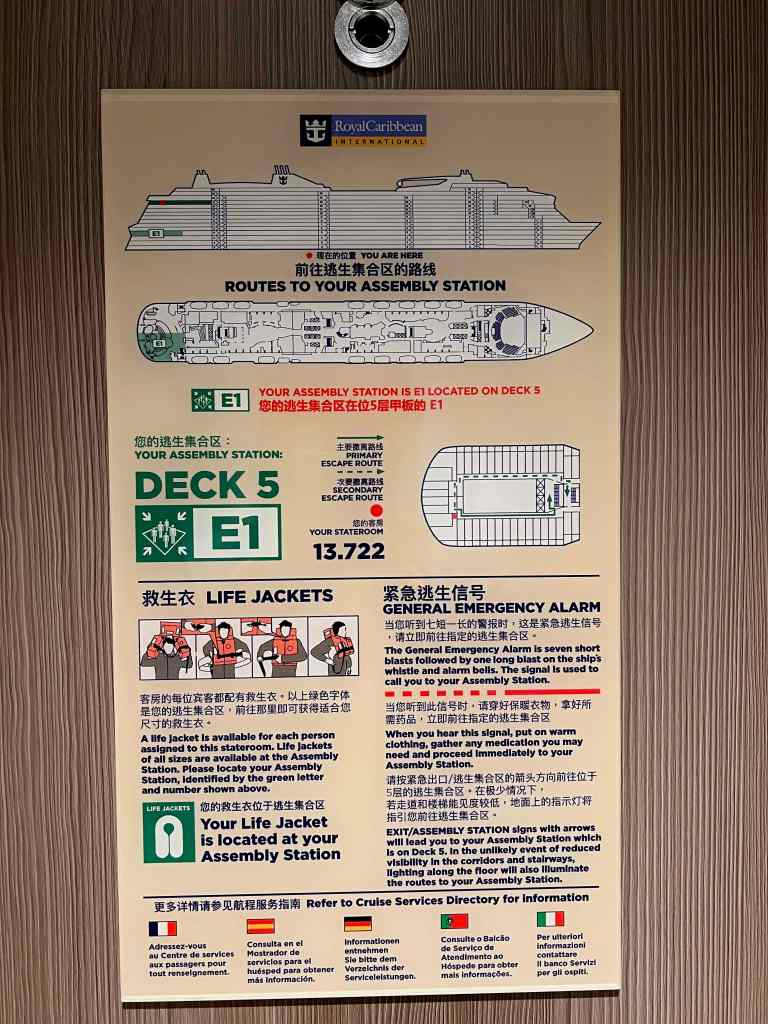 RoyalCaribbean
INTERNATIONAL
E1
现在的位置 YOU ARE HERE
前往逃生集合区的路线
ROUTES TO YOUR ASSEMBLY STATION
E1
E1
YOUR ASSEMBLY STATION IS E1 LOCATED ON DECK 5
您的逃生集合区在位5层甲板的 E1
您的逃生集合区：
YOUR ASSEMBLY STATION:
DECK 5
E1
主要撤离路线
PRIMARY
ESCAPE ROUTE
次要撤离路线
SECONDARY
ESCAPE ROUTE
您的客房
YOUR STATEROOM
13.722
救生衣 LIFE JACKETS
客房的每位宾客都配有救生衣。以上绿色字体
是您的逃生集合区，前往那里即可获得适合您
尺寸的救生衣。
A life jacket is available for each person
assigned to this stateroom. Life jackets
of all sizes are available at the Assembly
Station. Please locate your Assembly
Station, identified by the green letter
and number shown above.
LIFE JACKETS
您的救生衣位于逃生集合区
Your Life Jacket
is located at your
Assembly Station
紧急逃生信号
GENERAL EMERGENCY ALARM
当您听到七短一长的警报时，这是紧急逃生信号
，请立即前往指定的逃生集合区。
The General Emergency Alarm is seven short
blasts followed by one long blast on the ship's
whistle and alarm bells. The signal is used to
call you to your Assembly Station.
当您听到此信号时，请穿好保暖衣物，拿好所
需药品，立即前往指定的逃生集合区
When you hear this signal, put on warm
clothing, gather any medication you may
need and proceed immediately to your
Assembly Station.
请按紧急出口/逃生集合区的箭头方向前往位于
5层的逃生集合区。在极少情况下，
若走道和楼梯能见度较低，地面上的指示灯将
指引您前往逃生集合区。
EXIT/ASSEMBLY STATION signs with arrows
will lead you to your Assembly Station which
is on Deck 5. In the unlikely event of reduced
visibility in the corridors and stairways,
lighting along the floor will also illuminate
the routes to your Assembly Station.
更多详情请参见航程服务指南 Refer to Cruise Services Directory for information
Adressez-vous
au Centre de services
aux passagers pour
tout renseignement.
Consulta en el
Mostrador de
servicios para el
huésped para obtener
más información.
Informationen
entnehmen
Sie bitte dem
Verzeichnis der
Serviceleistungen.
Consulte o Balcão
de Serviço de
Atendimento ao
Hóspede para obter
mais informações.
Per ulteriori
informazioni
contattare
il banco Servizi
per gli ospiti.